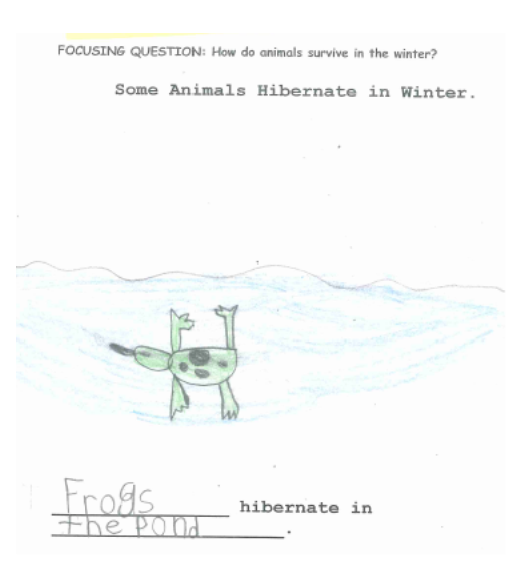 FOCUSING QUESTION: How do animals survive in the winter?
Some Animals Hibernate in Winter.
Frogs hibernate in
the pond.